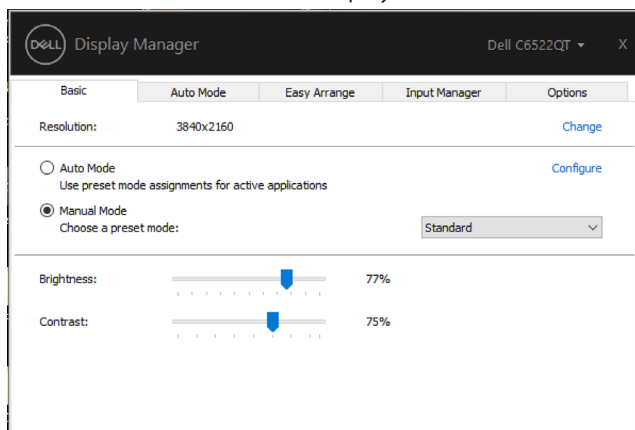 DELL Display Manager Dell C6522QT X
Basic Auto Mode Easy Arrange Input Manager Options
Resolution: 3840x2160 Change
Auto Mode Configure
Use preset mode assignments for active applications
Manual Mode
Choose a preset mode: Standard
Brightness: 77%
Contrast: 75%